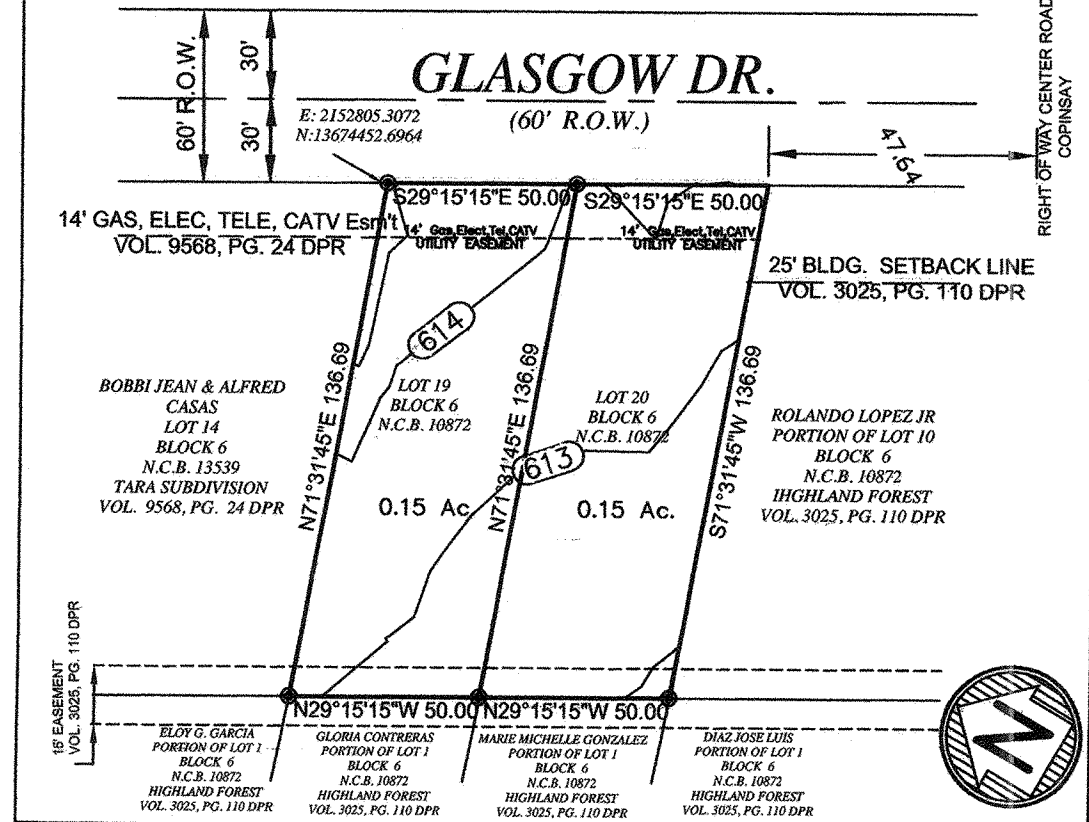 GLASGOW DR.
(60' R.O.W.)
60' R.O.W.
30'
30'
E: 2152805.3072
N:13674452.6964
47.64
RIGHT OF WAY CENTER ROAD
COPINSAY
S29°15'15"E 50.00
S29°15'15"E 50.00
14' GAS, ELEC, TELE, CATV Esm't
VOL. 9568, PG. 24 DPR
14' Gas,Elect,Tel,CATV
UTILITY EASEMENT
14' Gas,Elect,Tel,CATV
UTILITY EASEMENT
25' BLDG. SETBACK LINE
VOL. 3025, PG. 110 DPR
614
613
N71°31'45"E 136.69
N71°31'45"E 136.69
S71°31'45"W 136.69
BOBBI JEAN & ALFRED
CASAS
LOT 14
BLOCK 6
N.C.B. 13539
TARA SUBDIVISION
VOL. 9568, PG. 24 DPR
LOT 19
BLOCK 6
N.C.B. 10872
0.15 Ac.
LOT 20
BLOCK 6
N.C.B. 10872
0.15 Ac.
ROLANDO LOPEZ JR
PORTION OF LOT 10
BLOCK 6
N.C.B. 10872
IHGHLAND FOREST
VOL. 3025, PG. 110 DPR
16' EASEMENT
VOL. 3025, PG. 110 DPR
N29°15'15"W 50.00
N29°15'15"W 50.00
ELOY G. GARCIA
PORTION OF LOT 1
BLOCK 6
N.C.B. 10872
HIGHLAND FOREST
VOL. 3025, PG. 110 DPR
GLORIA CONTRERAS
PORTION OF LOT 1
BLOCK 6
N.C.B. 10872
HIGHLAND FOREST
VOL. 3025, PG. 110 DPR
MARIE MICHELLE GONZALEZ
PORTION OF LOT 1
BLOCK 6
N.C.B. 10872
HIGHLAND FOREST
VOL. 3025, PG. 110 DPR
DIAZ JOSE LUIS
PORTION OF LOT 1
BLOCK 6
N.C.B. 10872
HIGHLAND FOREST
VOL. 3025, PG. 110 DPR
N